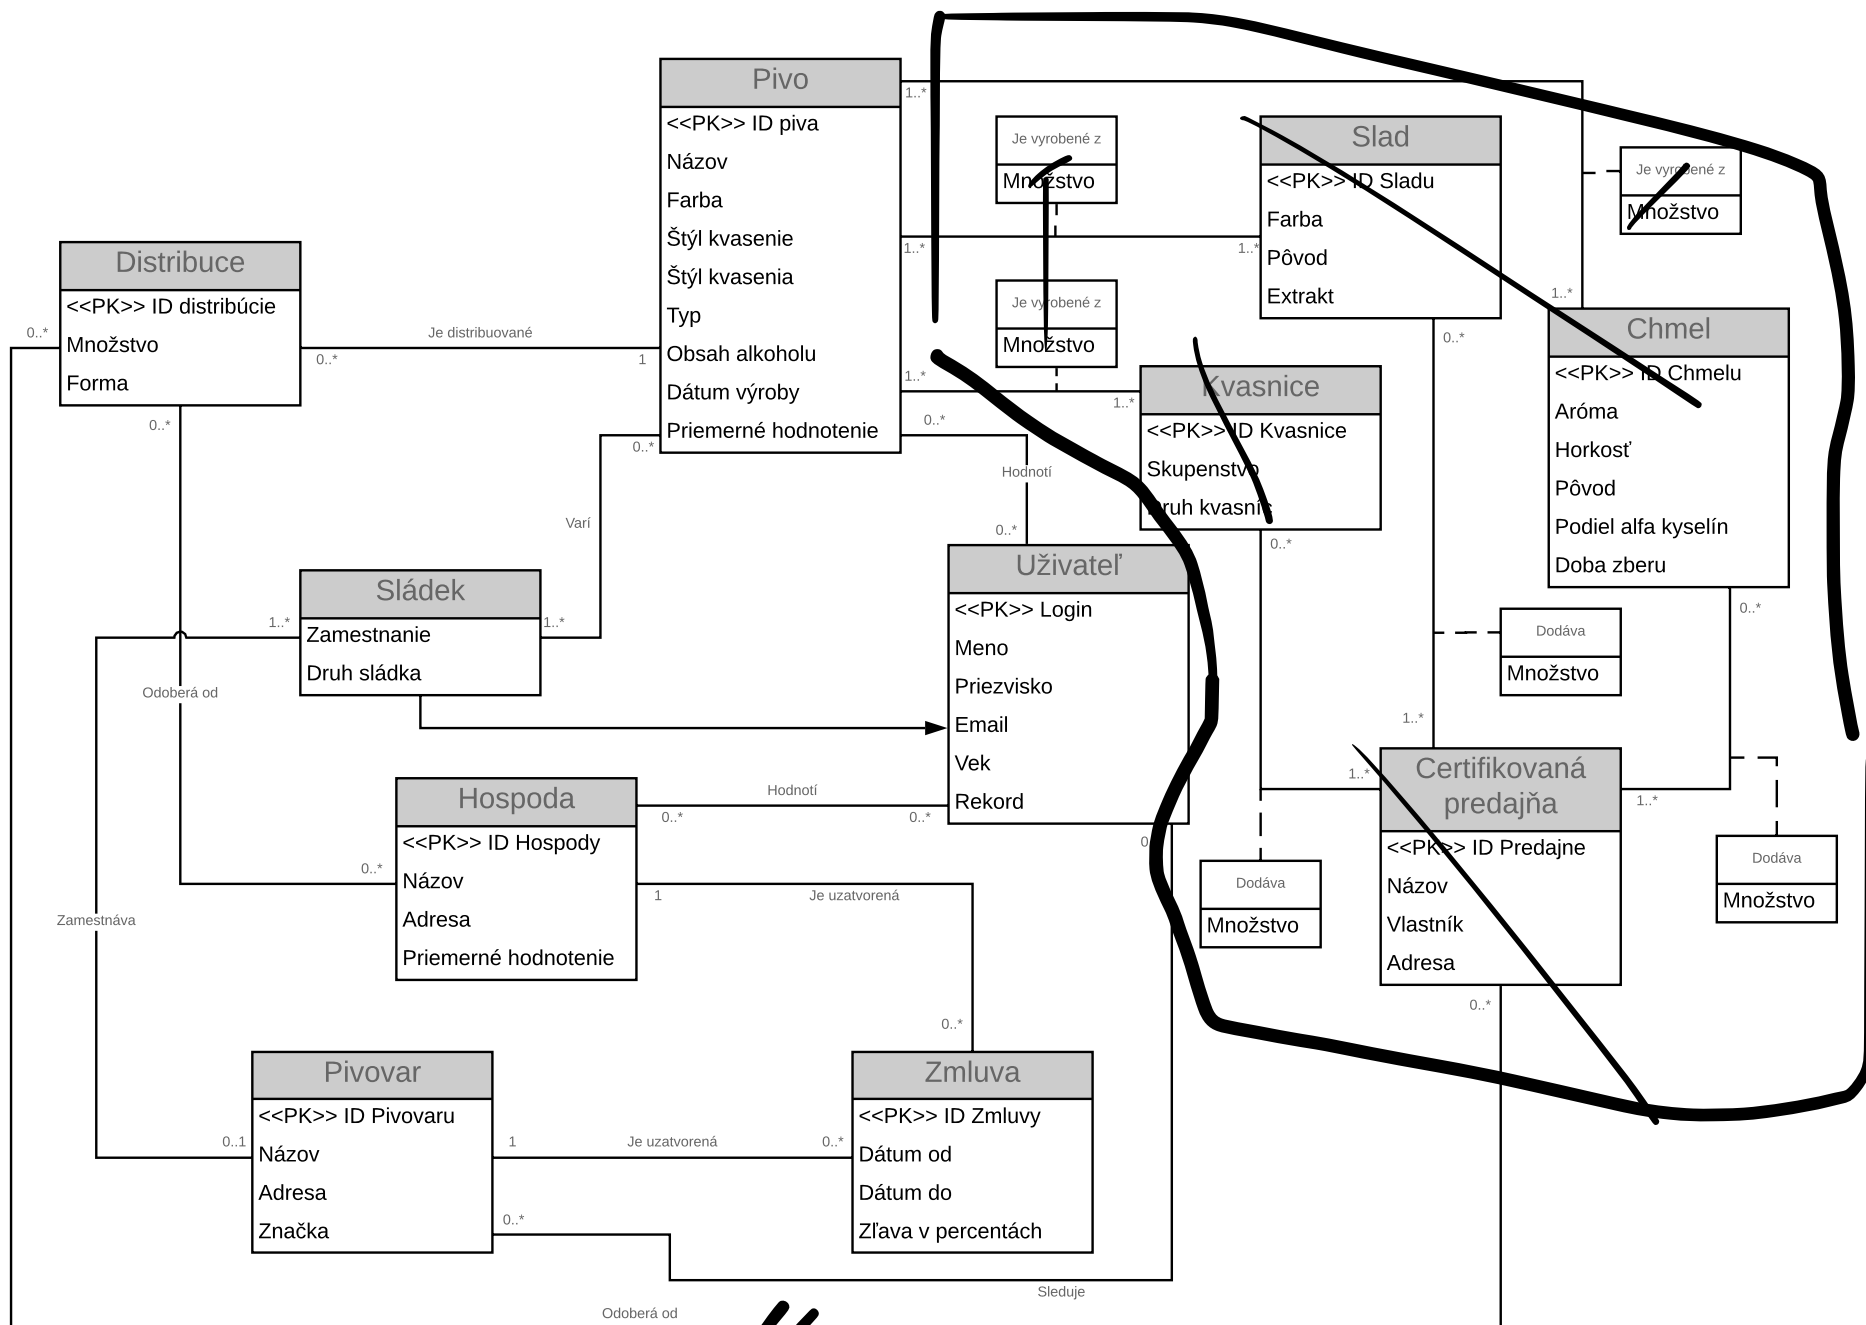 Pivo
<<PK>> ID piva
Názov
Farba
Štýl kvasenie
Štýl kvasenia
Typ
Obsah alkoholu
Dátum výroby
Priemerné hodnotenie
1..*
1..*
1..*
0..*
1
0..*
Je vyrobené z
Množstvo
Je vyrobené z
Množstvo
Slad
<<PK>> ID Sladu
Farba
Pôvod
Extrakt
1..*
0..*
Je vyrobené z
Množstvo
1..*
Chmel
<<PK>> ID Chmelu
Aróma
Horkosť
Pôvod
Podiel alfa kyselín
Doba zberu
0..*
Distribuce
<<PK>> ID distribúcie
Množstvo
Forma
0..*
0..*
0..*
Je distribuované
Kvasnice
<<PK>> ID Kvasnice
Skupenstvo
Druh kvasníc
1..*
0..*
Hodnotí
0..*
Varí
Sládek
Zamestnanie
Druh sládka
1..*
1..*
Uživateľ
<<PK>> Login
Meno
Priezvisko
Email
Vek
Rekord
0..*
Dodáva
Množstvo
1..*
Odoberá od
Certifikovaná
predajňa
<<PK>> ID Predajne
Názov
Vlastník
Adresa
1..*
1..*
0..*
Dodáva
Množstvo
Dodáva
Množstvo
Hospoda
<<PK>> ID Hospody
Názov
Adresa
Priemerné hodnotenie
Hodnotí
0..*
0..*
1
Je uzatvorená
0..*
Zamestnáva
Pivovar
<<PK>> ID Pivovaru
Názov
Adresa
Značka
0..1
1
Je uzatvorená
0..*
0..*
Zmluva
<<PK>> ID Zmluvy
Dátum od
Dátum do
Zľava v percentách
Sleduje
Odoberá od